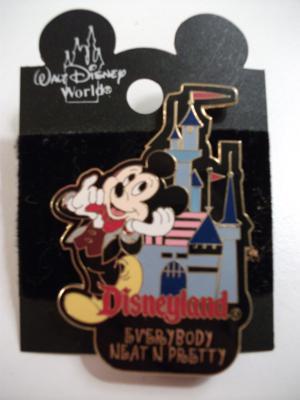 WALT DISNEY
World®
Disneyland®
EVERYBODY
NEAT N PRETTY